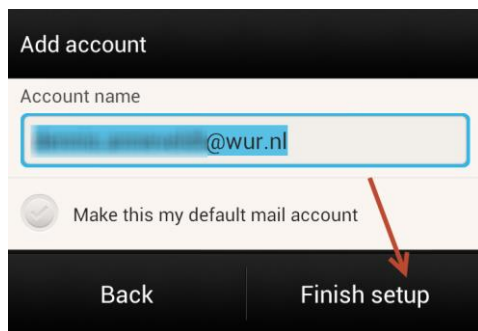 Add account
Account name
@wur.nl
Make this my default mail account
Back Finish setup